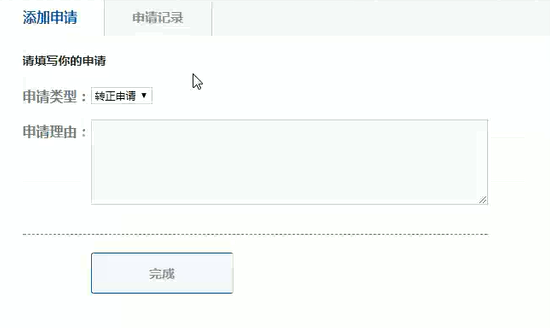 添加申请 申请记录
请填写你的申请
申请类型： 转正申请
申请理由：
完成